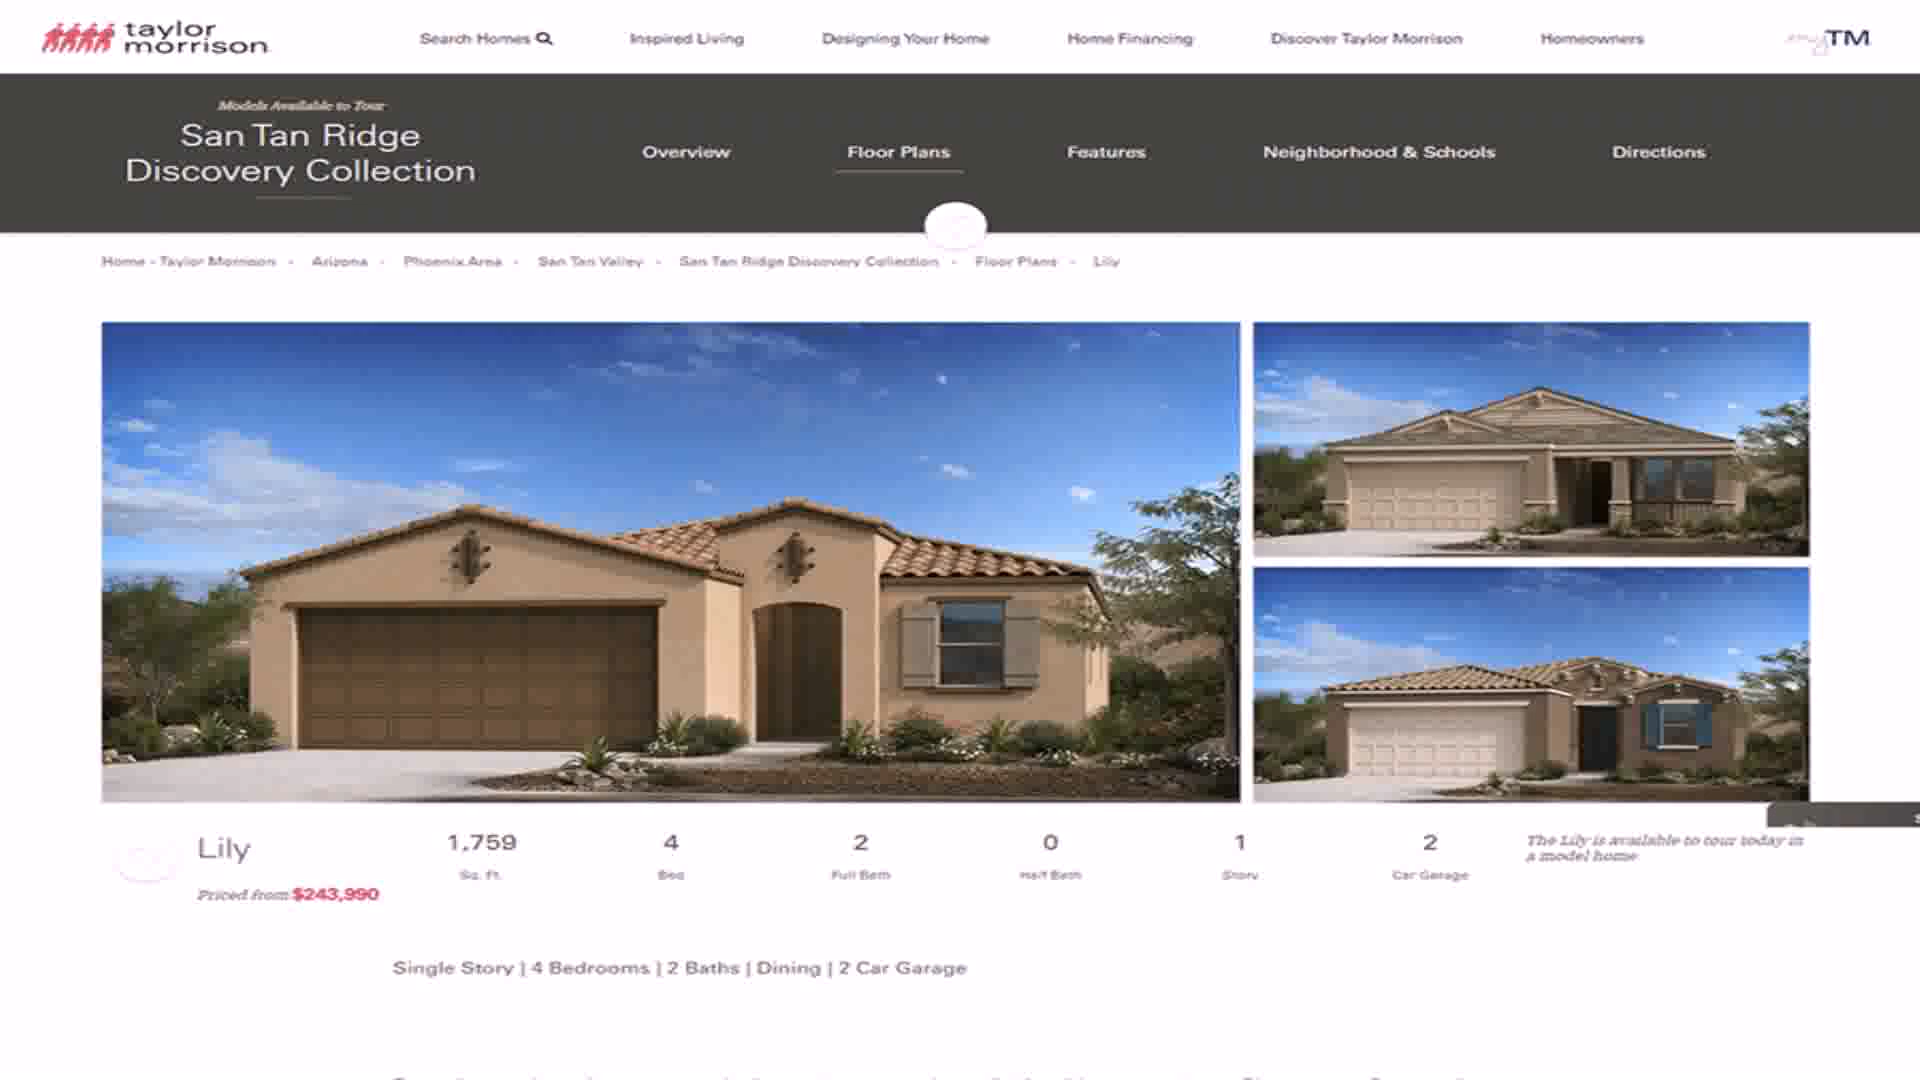 taylor
morrison
Search Homes
Inspired Living
Designing Your Home
Home Financing
Discover Taylor Morrison
Homeowners
my TM
Models Available to Tour
San Tan Ridge
Discovery Collection
Overview
Floor Plans
Features
Neighborhood & Schools
Directions
Home - Taylor Morrison - Arizona - Phoenix Area - San Tan Valley - San Tan Ridge Discovery Collection - Floor Plans - Lily
Lily
Priced from $243,990
1,759
Sq. Ft.
4
Bed
2
Full Bath
0
Half Bath
1
Story
2
Car Garage
The Lily is available to tour today in
a model home
Single Story | 4 Bedrooms | 2 Baths | Dining | 2 Car Garage